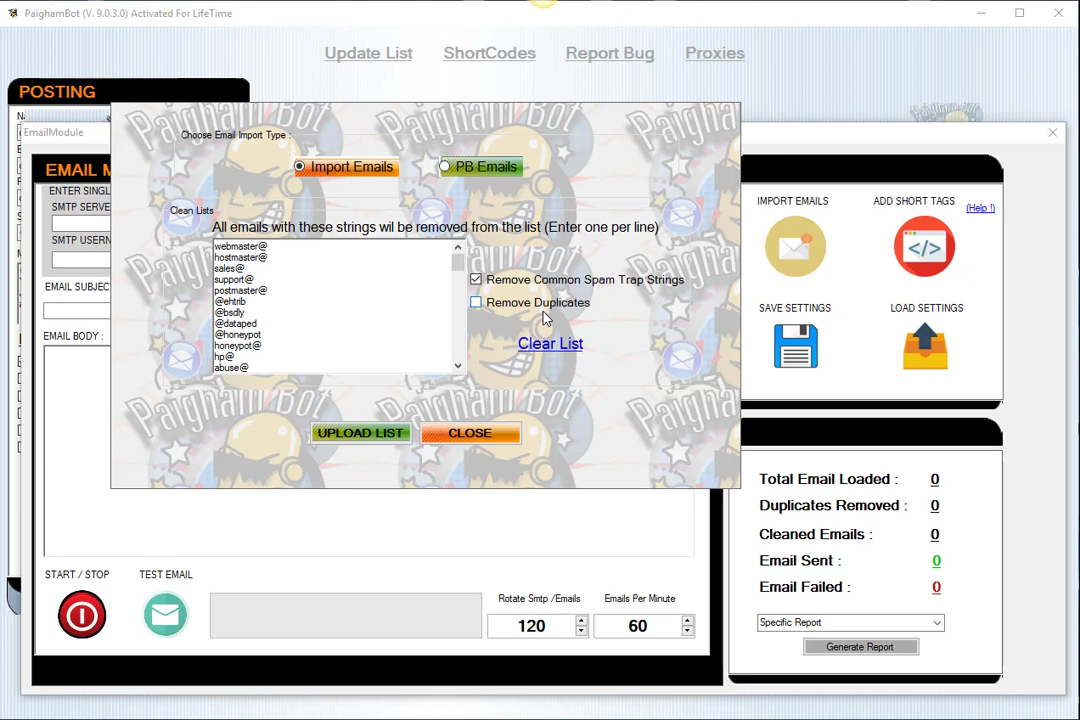 PaighamBot (V. 9.0.3.0) Activated For LifeTime
Update List
ShortCodes
Report Bug
Proxies
POSTING
EmailModule
EMAIL M
ENTER SINGL
SMTP SERVE
SMTP USERN
EMAIL SUBJEC
EMAIL BODY :
Choose Email Import Type :
Import Emails
PB Emails
Clean Lists
All emails with these strings wil be removed from the list (Enter one per line)
webmaster@
hostmaster@
sales@
support@
postmaster@
@ehtrib
@bsdly
@dataped
@honeypot
honeypot@
hp@
abuse@
Remove Common Spam Trap Strings
Remove Duplicates
Clear List
UPLOAD LIST
CLOSE
IMPORT EMAILS
ADD SHORT TAGS
(Help !)
SAVE SETTINGS
LOAD SETTINGS
Total Email Loaded : 0
Duplicates Removed : 0
Cleaned Emails : 0
Email Sent : 0
Email Failed : 0
Specific Report
Generate Report
START / STOP
TEST EMAIL
Rotate Smtp /Emails
120
Emails Per Minute
60
PaighamBot
PaighamBot
PaighamBot